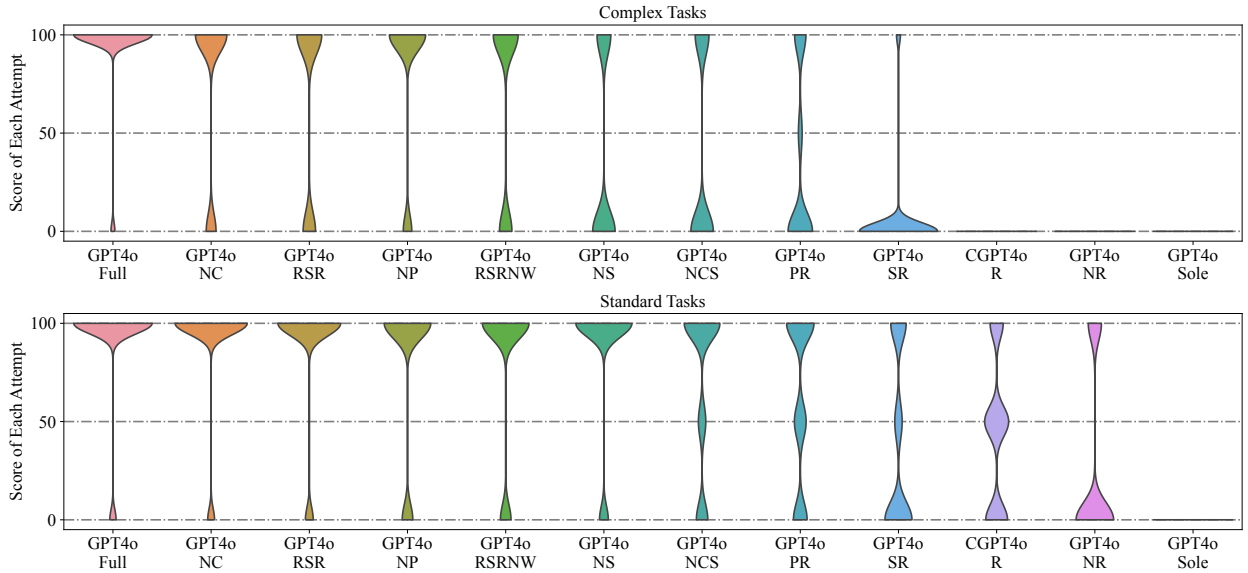 Complex Tasks
Score of Each Attempt
100
50
0
GPT4o Full
GPT4o NC
GPT4o RSR
GPT4o NP
GPT4o RSRNW
GPT4o NS
GPT4o NCS
GPT4o PR
GPT4o SR
CGPT4o R
GPT4o NR
GPT4o Sole
Standard Tasks
Score of Each Attempt
100
50
0
GPT4o Full
GPT4o NC
GPT4o RSR
GPT4o NP
GPT4o RSRNW
GPT4o NS
GPT4o NCS
GPT4o PR
GPT4o SR
CGPT4o R
GPT4o NR
GPT4o Sole